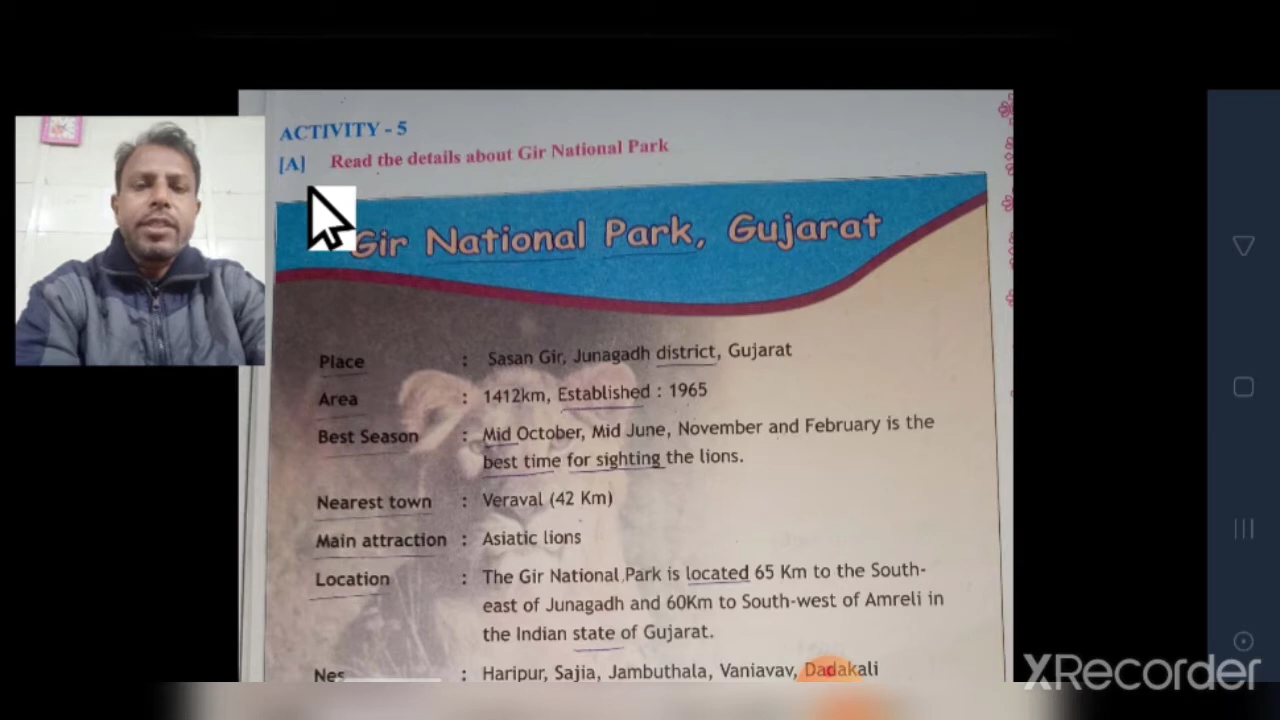 ACTIVITY - 5
[A] Read the details about Gir National Park
Gir National Park, Gujarat
Place : Sasan Gir, Junagadh district, Gujarat
Area : 1412km, Established : 1965
Best Season : Mid October, Mid June, November and February is the
best time for sighting the lions.
Nearest town : Veraval (42 Km)
Main attraction : Asiatic lions
Location : The Gir National Park is located 65 Km to the South-
east of Junagadh and 60Km to South-west of Amreli in
the Indian state of Gujarat.
Nes : Haripur, Sajia, Jambuthala, Vaniavav, Dadakali
XRecorder